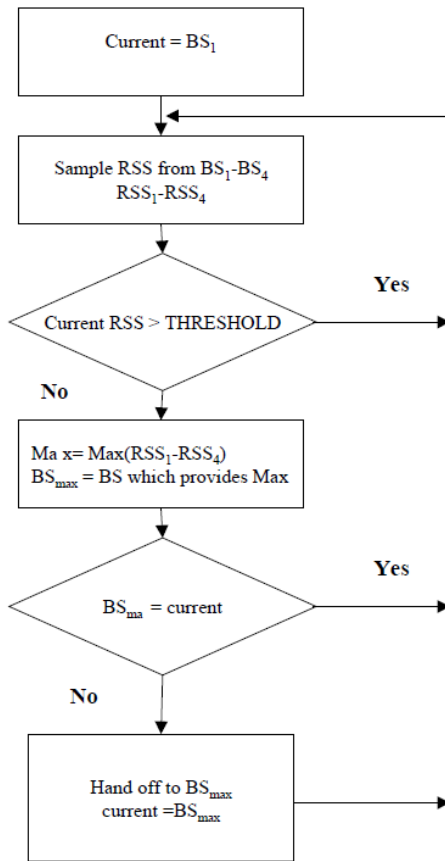 Current = BS₁
Sample RSS from BS₁-BS₄
RSS₁-RSS₄
Yes
Current RSS > THRESHOLD
No
Ma x= Max(RSS₁-RSS₄)
BSₘₐₓ = BS which provides Max
Yes
BSₘₐ = current
No
Hand off to BSₘₐₓ
current =BSₘₐₓ